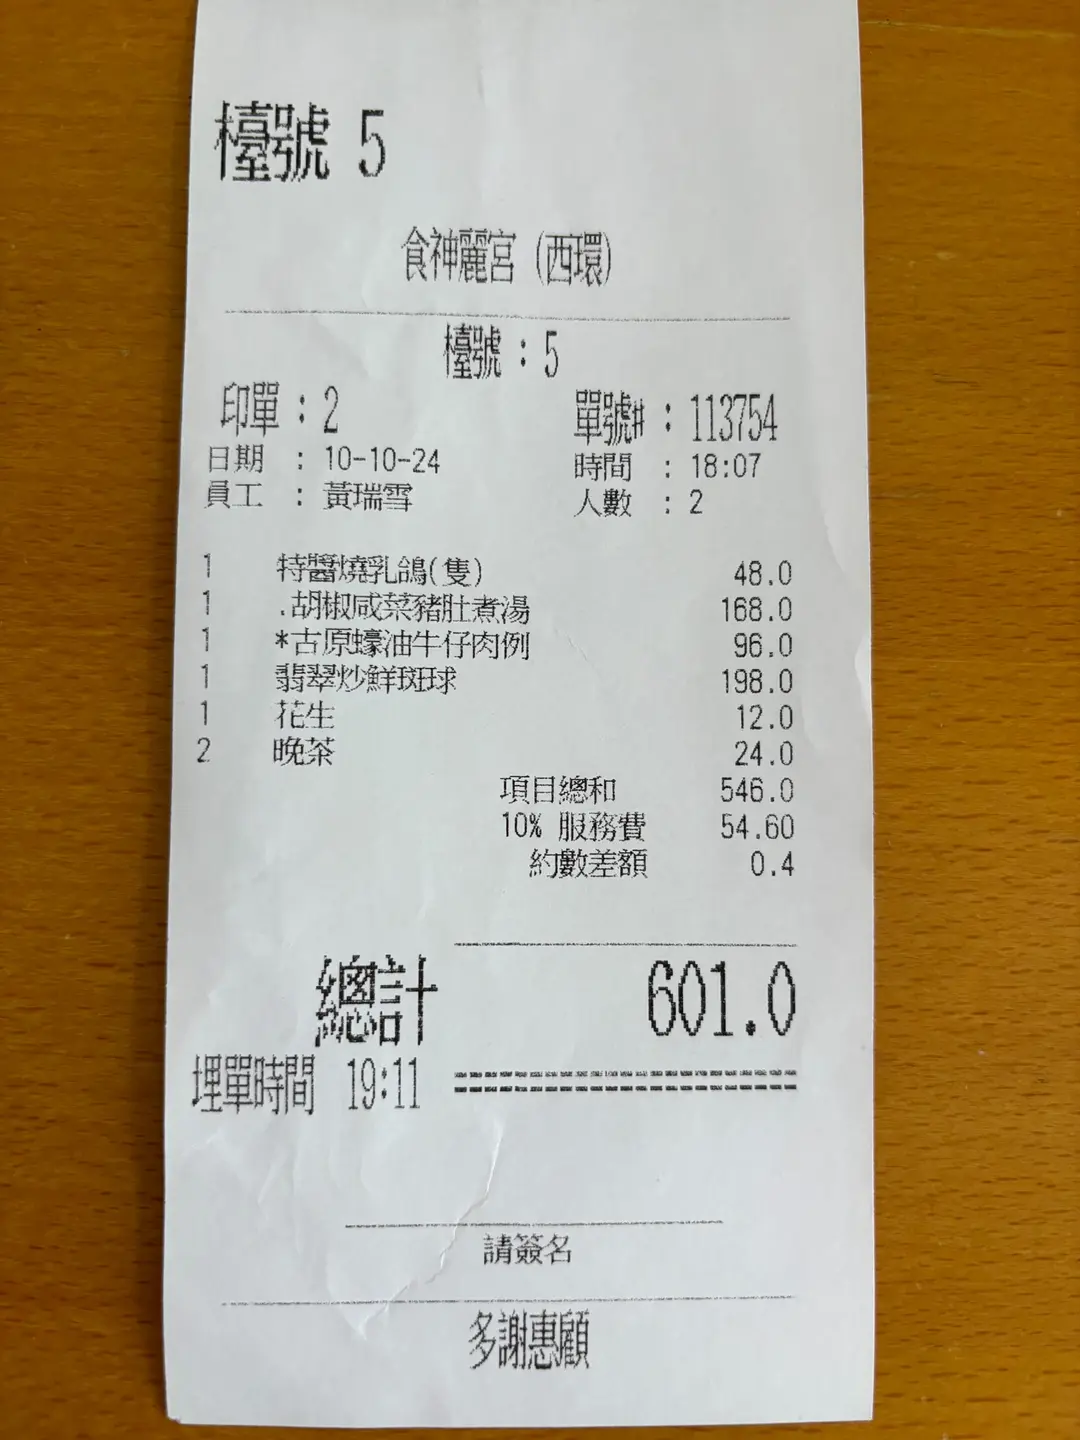 檯號 5
食神麗宮 (西環)
檯號 : 5
印單 : 2 單號# : 113754
日期 : 10-10-24 時間 : 18:07
員工 : 黃瑞雪 人數 : 2
1 特醬燒乳鴿(隻) 48.0
1 .胡椒咸菜豬肚煮湯 168.0
1 *古原蠔油牛仔肉例 96.0
1 翡翠炒鮮斑球 198.0
1 花生 12.0
2 晚茶 24.0
項目總和 546.0
10% 服務費 54.60
約數差額 0.4
總計 601.0
埋單時間 19:11
請簽名
多謝惠顧